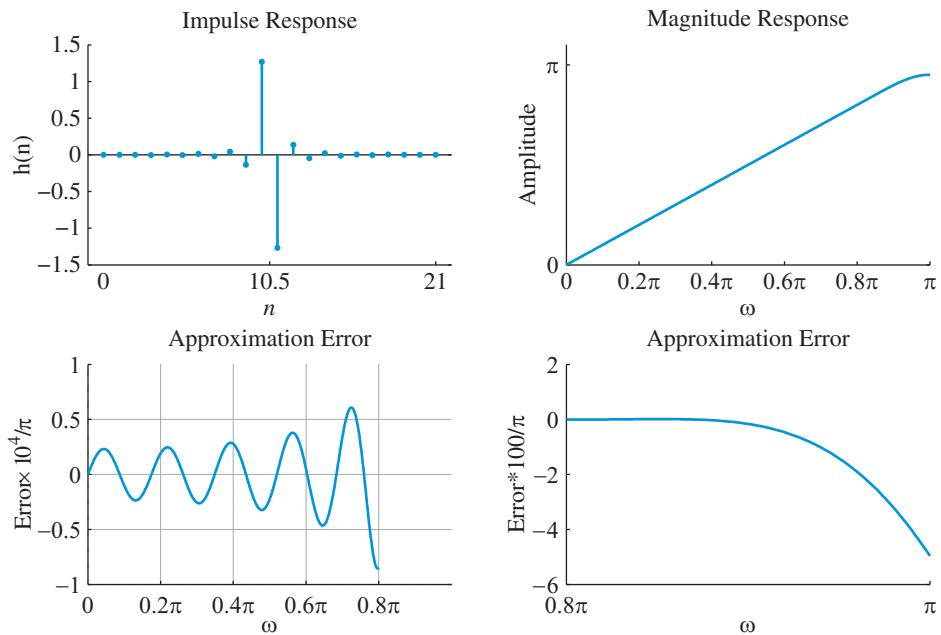 Impulse Response
1.5
1
0.5
0
−0.5
−1
−1.5
h(n)
0 10.5 21
n
Magnitude Response
π
0
Amplitude
0 0.2π 0.4π 0.6π 0.8π π
ω
Approximation Error
1
0.5
0
−0.5
−1
Error× 10⁴/π
0 0.2π 0.4π 0.6π 0.8π
ω
Approximation Error
2
0
−2
−4
−6
Error*100/π
0.8π π
ω